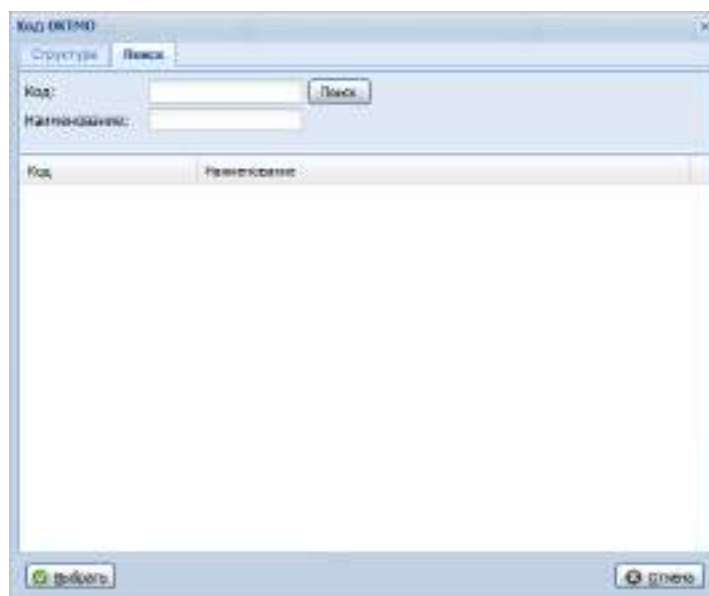 Код ОКТМО
Структура Поиск
Код: Поиск
Наименование:
Код Наименование
Выбрать Отмена